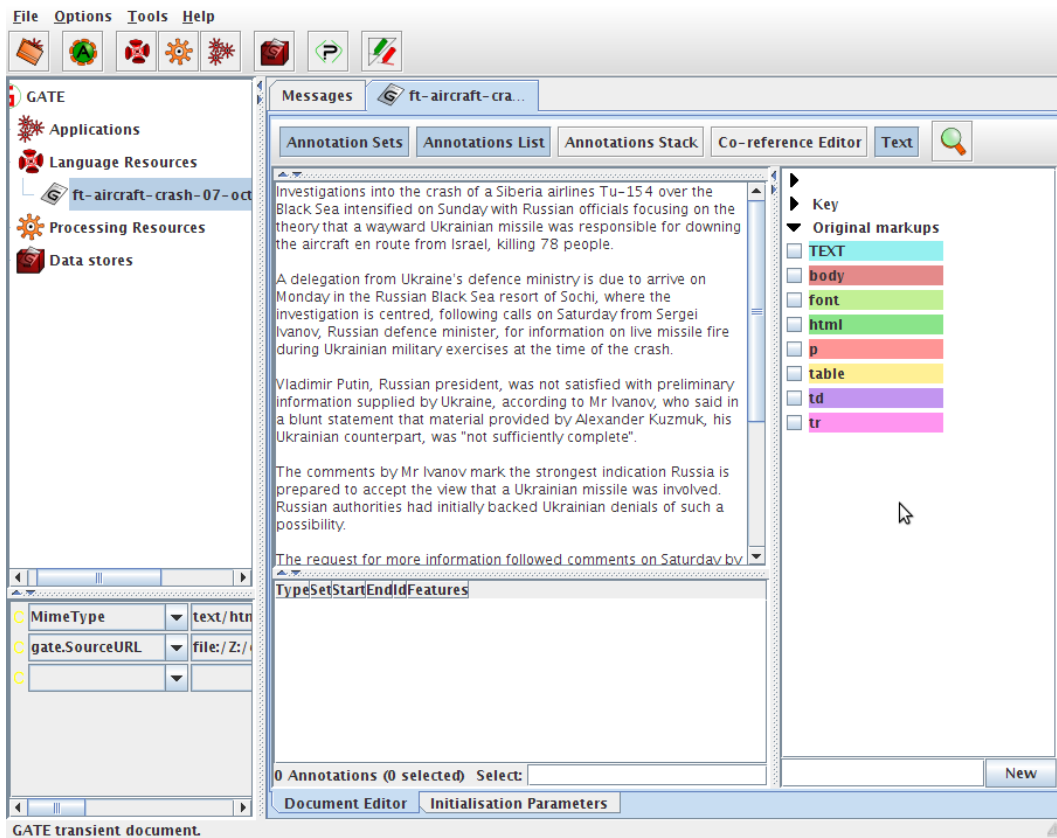 File Options Tools Help
GATE
Applications
Language Resources
ft-aircraft-crash-07-oct
Processing Resources
Data stores
MimeType text/htm
gate.SourceURL file:/Z:/
Messages ft-aircraft-cra...
Annotation Sets Annotations List Annotations Stack Co-reference Editor Text
Investigations into the crash of a Siberia airlines Tu-154 over the
Black Sea intensified on Sunday with Russian officials focusing on the
theory that a wayward Ukrainian missile was responsible for downing
the aircraft en route from Israel, killing 78 people.
A delegation from Ukraine's defence ministry is due to arrive on
Monday in the Russian Black Sea resort of Sochi, where the
investigation is centred, following calls on Saturday from Sergei
Ivanov, Russian defence minister, for information on live missile fire
during Ukrainian military exercises at the time of the crash.
Vladimir Putin, Russian president, was not satisfied with preliminary
information supplied by Ukraine, according to Mr Ivanov, who said in
a blunt statement that material provided by Alexander Kuzmuk, his
Ukrainian counterpart, was "not sufficiently complete".
The comments by Mr Ivanov mark the strongest indication Russia is
prepared to accept the view that a Ukrainian missile was involved.
Russian authorities had initially backed Ukrainian denials of such a
possibility.
The request for more information followed comments on Saturday by
Type Set Start End Id Features
0 Annotations (0 selected) Select:
Key
Original markups
TEXT
body
font
html
p
table
td
tr
New
Document Editor Initialisation Parameters
GATE transient document.